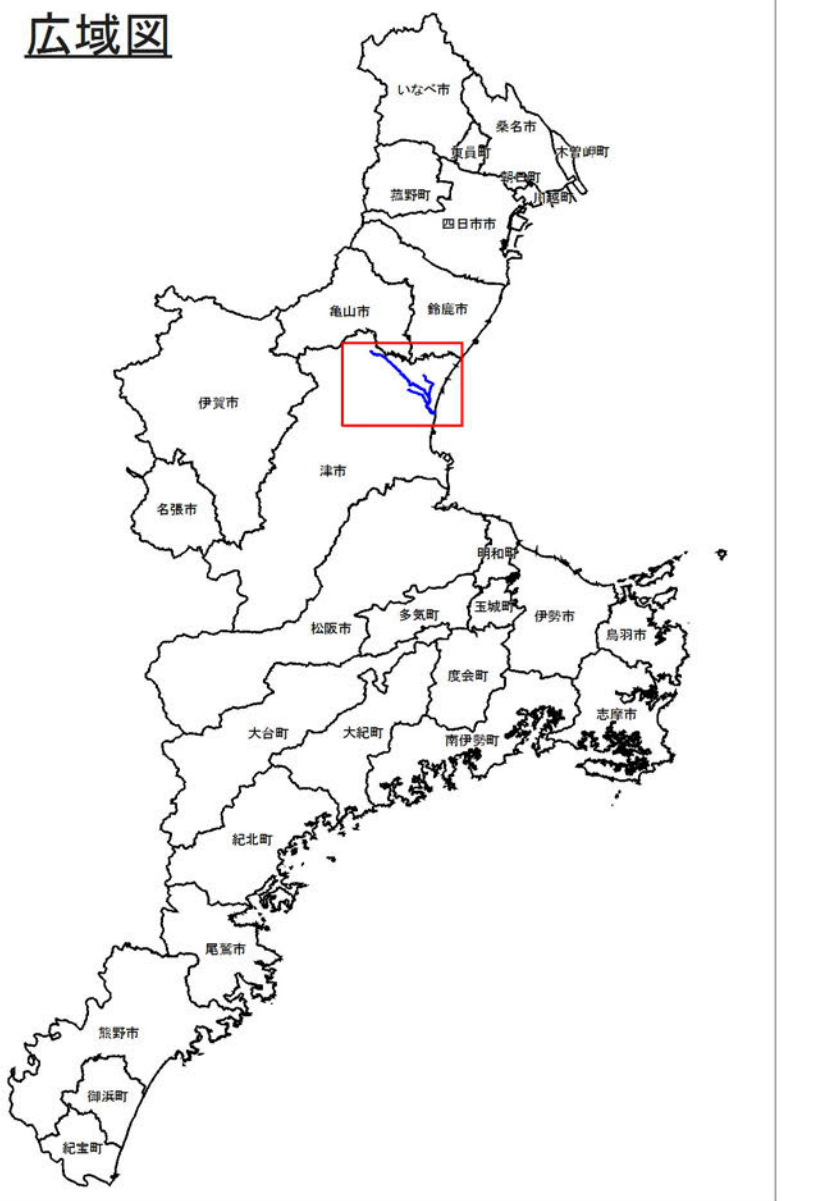 広域図
いなべ市
桑名市
東員町
木曽岬町
朝日町
川越町
菰野町
四日市市
亀山市
鈴鹿市
伊賀市
津市
名張市
明和町
玉城町
多気町
松阪市
伊勢市
鳥羽市
度会町
志摩市
大台町
大紀町
南伊勢町
紀北町
尾鷲市
熊野市
御浜町
紀宝町